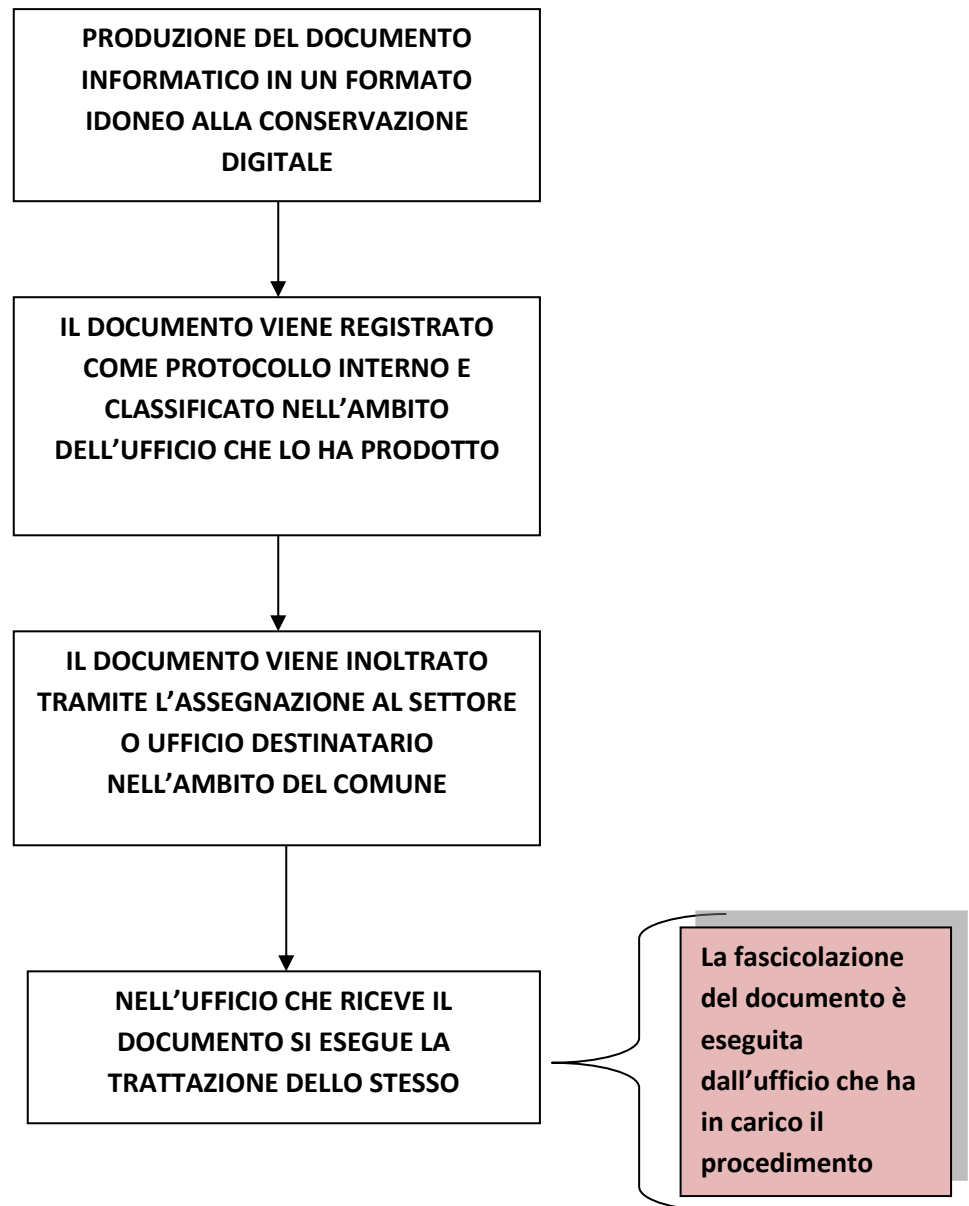 PRODUZIONE DEL DOCUMENTO
INFORMATICO IN UN FORMATO
IDONEO ALLA CONSERVAZIONE
DIGITALE
IL DOCUMENTO VIENE REGISTRATO
COME PROTOCOLLO INTERNO E
CLASSIFICATO NELL’AMBITO
DELL’UFFICIO CHE LO HA PRODOTTO
IL DOCUMENTO VIENE INOLTRATO
TRAMITE L’ASSEGNAZIONE AL SETTORE
O UFFICIO DESTINATARIO
NELL’AMBITO DEL COMUNE
NELL’UFFICIO CHE RICEVE IL
DOCUMENTO SI ESEGUE LA
TRATTAZIONE DELLO STESSO
La fascicolazione
del documento è
eseguita
dall’ufficio che ha
in carico il
procedimento